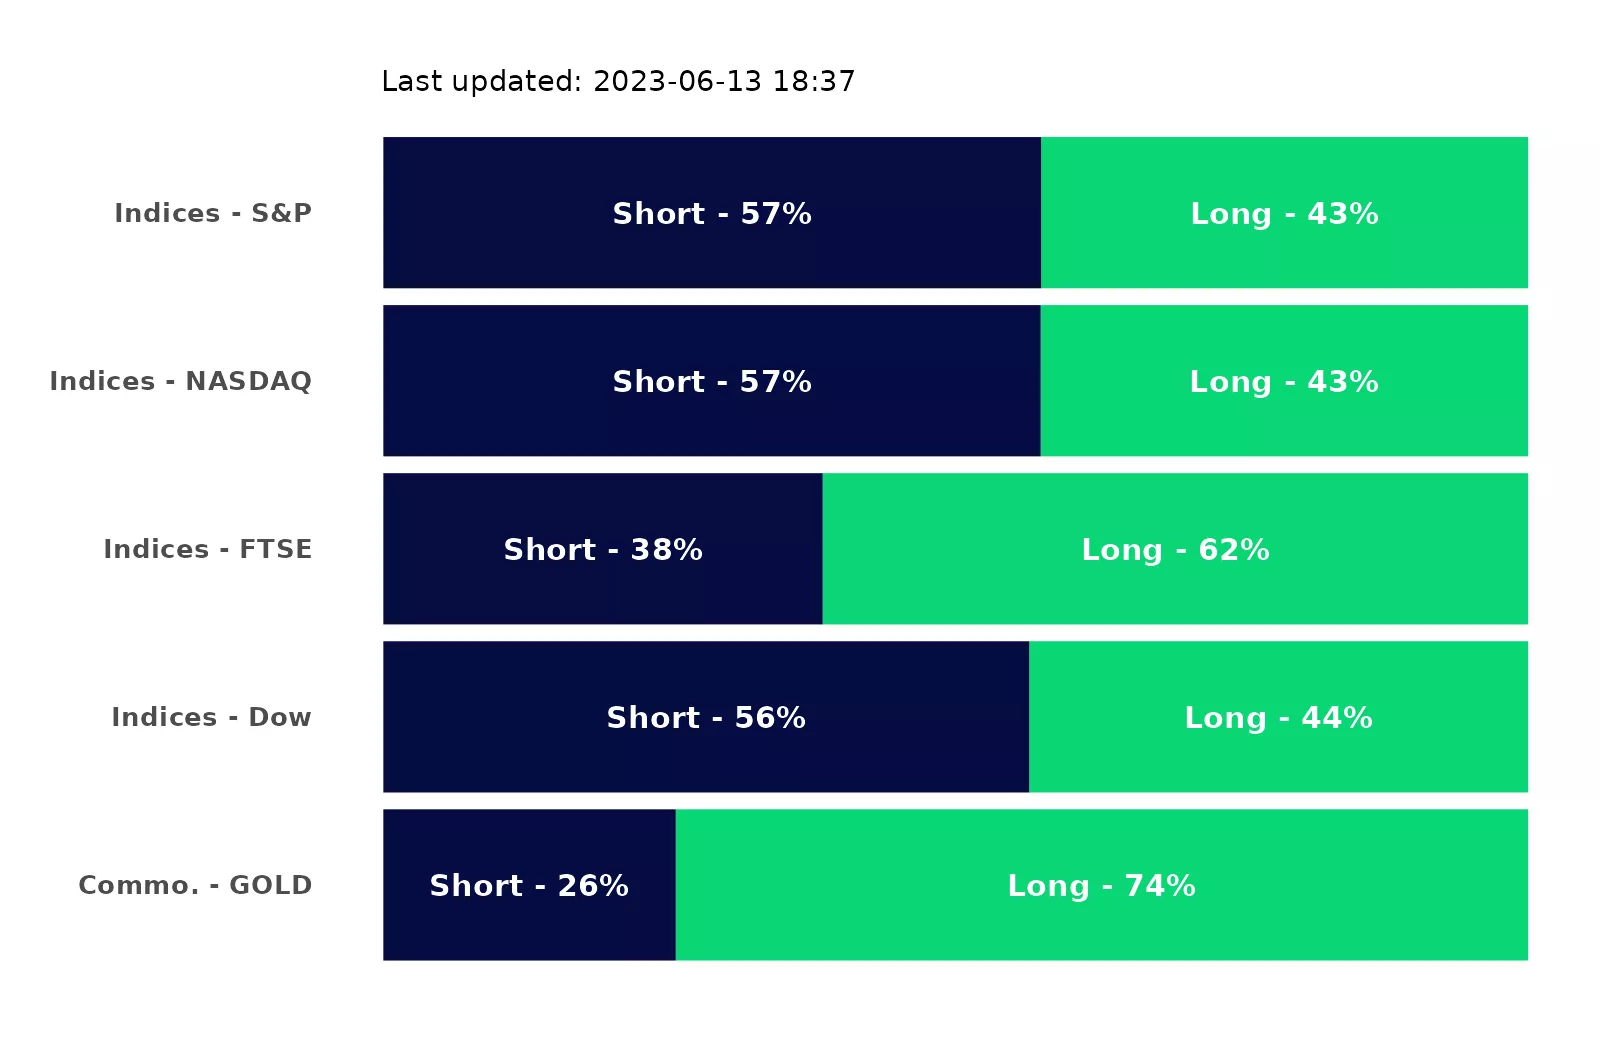 Last updated: 2023-06-13 18:37
Indices - S&P Short - 57% Long - 43%
Indices - NASDAQ Short - 57% Long - 43%
Indices - FTSE Short - 38% Long - 62%
Indices - Dow Short - 56% Long - 44%
Commo. - GOLD Short - 26% Long - 74%